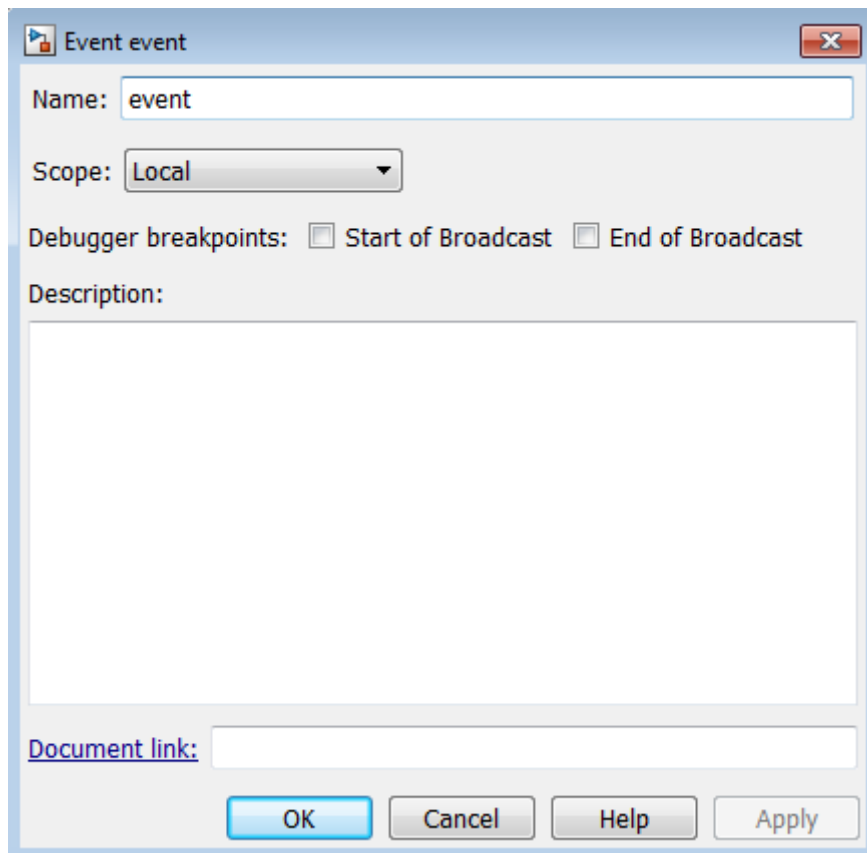 Event event
Name: event
Scope: Local
Debugger breakpoints: Start of Broadcast End of Broadcast
Description:
Document link:
OK Cancel Help Apply